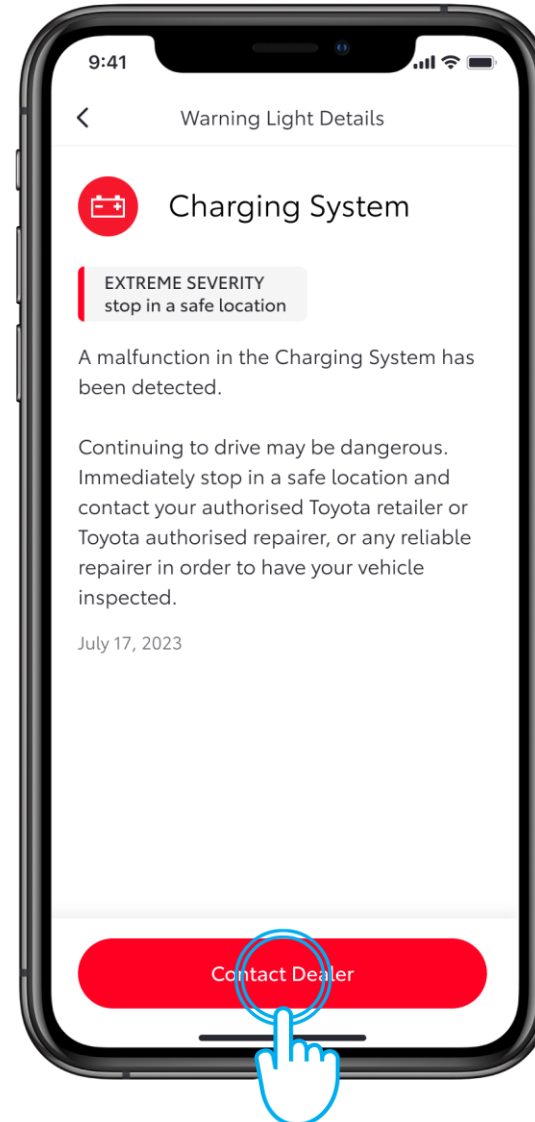 9:41
Warning Light Details
Charging System
EXTREME SEVERITY
stop in a safe location
A malfunction in the Charging System has
been detected.
Continuing to drive may be dangerous.
Immediately stop in a safe location and
contact your authorised Toyota retailer or
Toyota authorised repairer, or any reliable
repairer in order to have your vehicle
inspected.
July 17, 2023
Contact Dealer